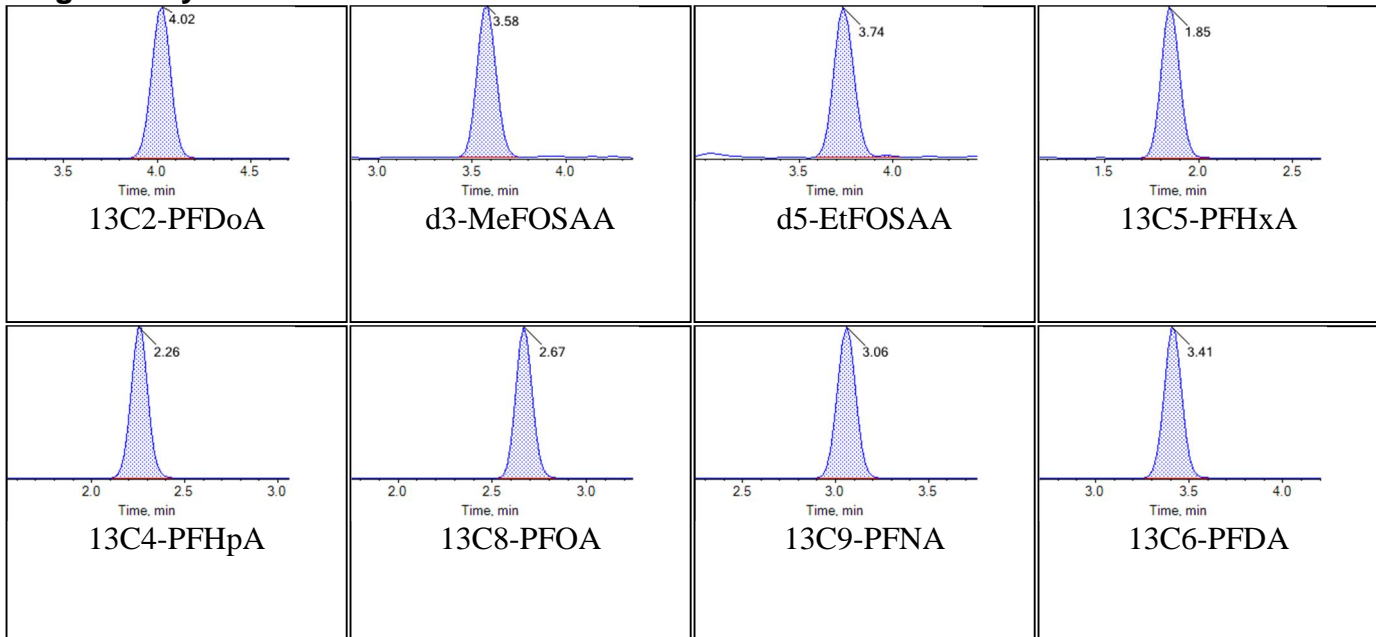 4.02
3.5 4.0 4.5
Time, min
13C2-PFDoA
3.58
3.0 3.5 4.0
Time, min
d3-MeFOSAA
3.74
3.5 4.0
Time, min
d5-EtFOSAA
1.85
1.5 2.0 2.5
Time, min
13C5-PFHxA
2.26
2.0 2.5 3.0
Time, min
13C4-PFHpA
2.67
2.0 2.5 3.0
Time, min
13C8-PFOA
3.06
2.5 3.0 3.5
Time, min
13C9-PFNA
3.41
3.0 3.5 4.0
Time, min
13C6-PFDA